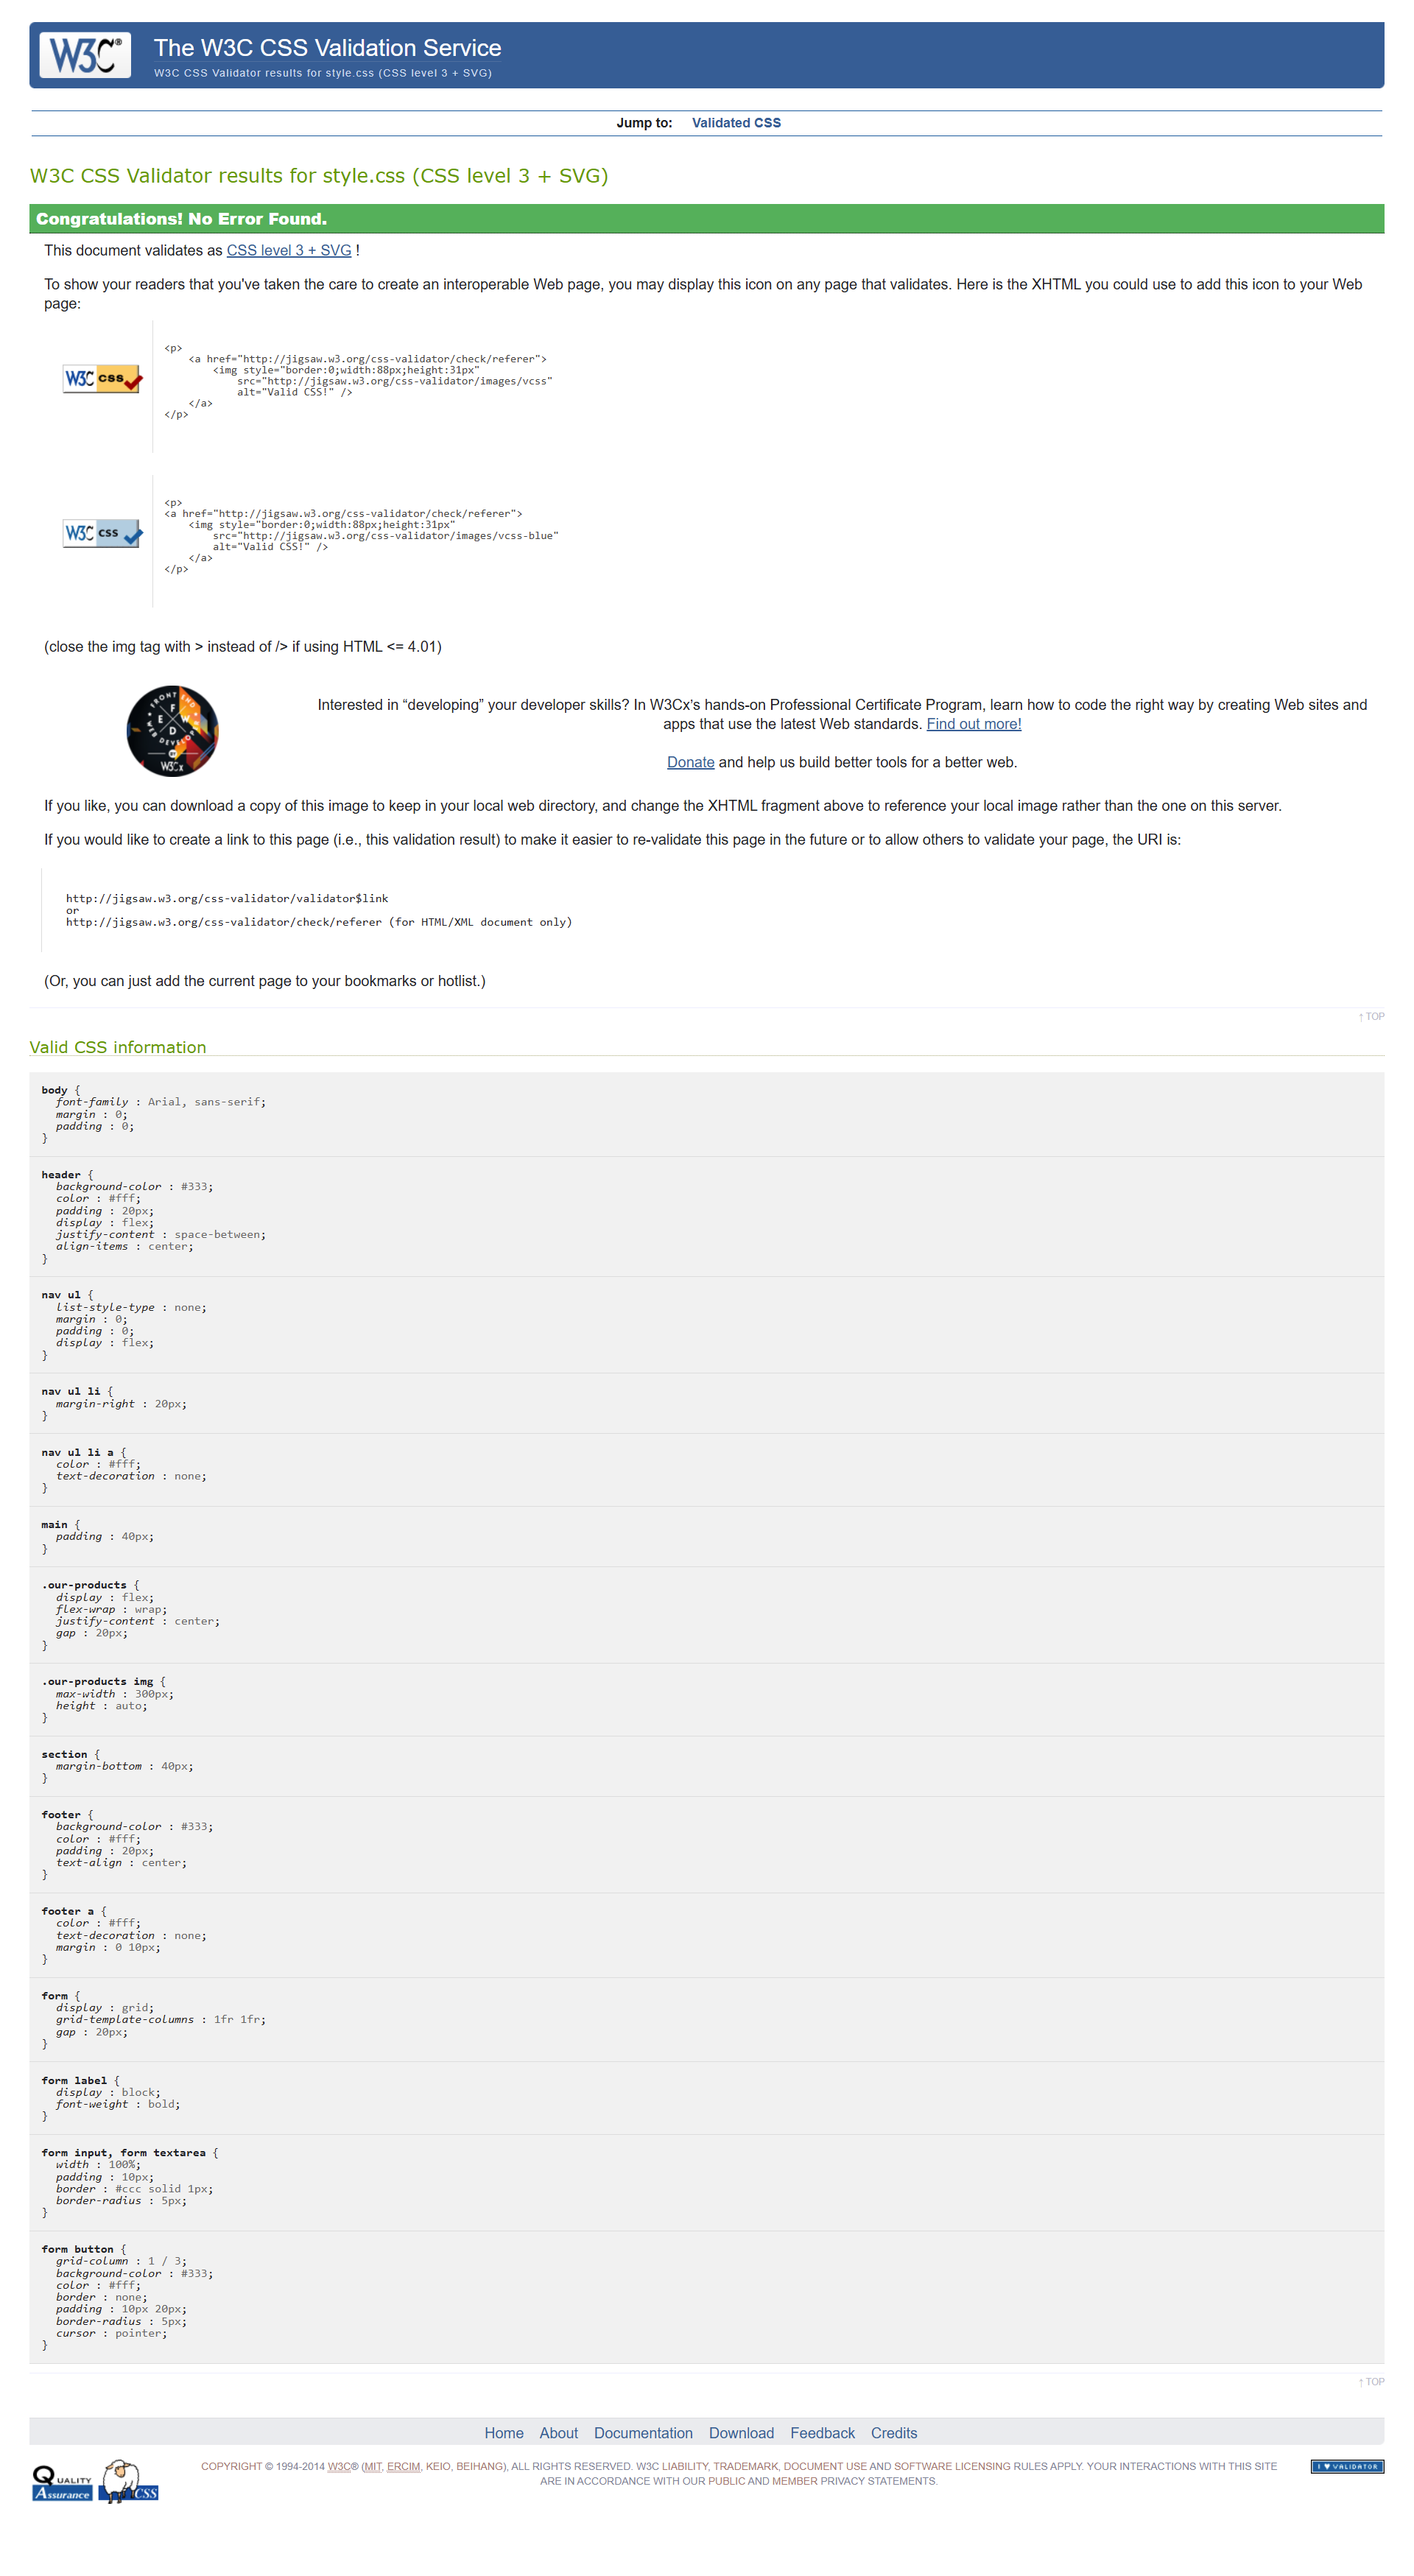 W3C®
The W3C CSS Validation Service
W3C CSS Validator results for style.css (CSS level 3 + SVG)
Jump to: Validated CSS
W3C CSS Validator results for style.css (CSS level 3 + SVG)
Congratulations! No Error Found.
This document validates as CSS level 3 + SVG !
To show your readers that you've taken the care to create an interoperable Web page, you may display this icon on any page that validates. Here is the XHTML you could use to add this icon to your Web
page:
W3C css
<p>
    <a href="http://jigsaw.w3.org/css-validator/check/referer">
        <img style="border:0;width:88px;height:31px"
            src="http://jigsaw.w3.org/css-validator/images/vcss"
            alt="Valid CSS!" />
    </a>
</p>
W3C css
<p>
<a href="http://jigsaw.w3.org/css-validator/check/referer">
    <img style="border:0;width:88px;height:31px"
        src="http://jigsaw.w3.org/css-validator/images/vcss-blue"
        alt="Valid CSS!" />
    </a>
</p>
(close the img tag with > instead of /> if using HTML <= 4.01)
FRONT END
WEB DEVELOPER
F
E W
D
W3Cx
Interested in “developing” your developer skills? In W3Cx's hands-on Professional Certificate Program, learn how to code the right way by creating Web sites and
apps that use the latest Web standards. Find out more!
Donate and help us build better tools for a better web.
If you like, you can download a copy of this image to keep in your local web directory, and change the XHTML fragment above to reference your local image rather than the one on this server.
If you would like to create a link to this page (i.e., this validation result) to make it easier to re-validate this page in the future or to allow others to validate your page, the URI is:
http://jigsaw.w3.org/css-validator/validator$link
or
http://jigsaw.w3.org/css-validator/check/referer (for HTML/XML document only)
(Or, you can just add the current page to your bookmarks or hotlist.)
↑ TOP
Valid CSS information
body {
  font-family : Arial, sans-serif;
  margin : 0;
  padding : 0;
}
header {
  background-color : #333;
  color : #fff;
  padding : 20px;
  display : flex;
  justify-content : space-between;
  align-items : center;
}
nav ul {
  list-style-type : none;
  margin : 0;
  padding : 0;
  display : flex;
}
nav ul li {
  margin-right : 20px;
}
nav ul li a {
  color : #fff;
  text-decoration : none;
}
main {
  padding : 40px;
}
.our-products {
  display : flex;
  flex-wrap : wrap;
  justify-content : center;
  gap : 20px;
}
.our-products img {
  max-width : 300px;
  height : auto;
}
section {
  margin-bottom : 40px;
}
footer {
  background-color : #333;
  color : #fff;
  padding : 20px;
  text-align : center;
}
footer a {
  color : #fff;
  text-decoration : none;
  margin : 0 10px;
}
form {
  display : grid;
  grid-template-columns : 1fr 1fr;
  gap : 20px;
}
form label {
  display : block;
  font-weight : bold;
}
form input, form textarea {
  width : 100%;
  padding : 10px;
  border : #ccc solid 1px;
  border-radius : 5px;
}
form button {
  grid-column : 1 / 3;
  background-color : #333;
  color : #fff;
  border : none;
  padding : 10px 20px;
  border-radius : 5px;
  cursor : pointer;
}
↑ TOP
Home About Documentation Download Feedback Credits
QUALITY
Assurance
CSS
COPYRIGHT © 1994-2014 W3C® (MIT, ERCIM, KEIO, BEIHANG), ALL RIGHTS RESERVED. W3C LIABILITY, TRADEMARK, DOCUMENT USE AND SOFTWARE LICENSING RULES APPLY. YOUR INTERACTIONS WITH THIS SITE
ARE IN ACCORDANCE WITH OUR PUBLIC AND MEMBER PRIVACY STATEMENTS.
I ♥ VALIDATOR